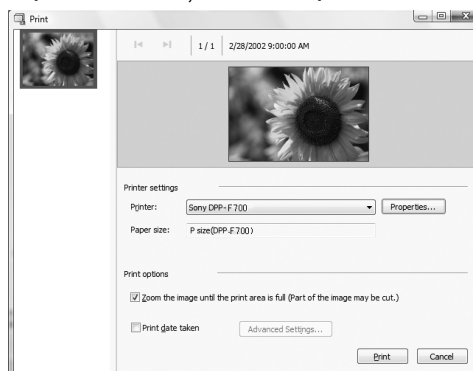 Print
1 / 1
2/28/2002 9:00:00 AM
Printer settings
Printer: Sony DPP-F700 Properties...
Paper size: P size(DPP-F700)
Print options
Zoom the image until the print area is full (Part of the image may be cut.)
Print date taken Advanced Settings...
Print Cancel